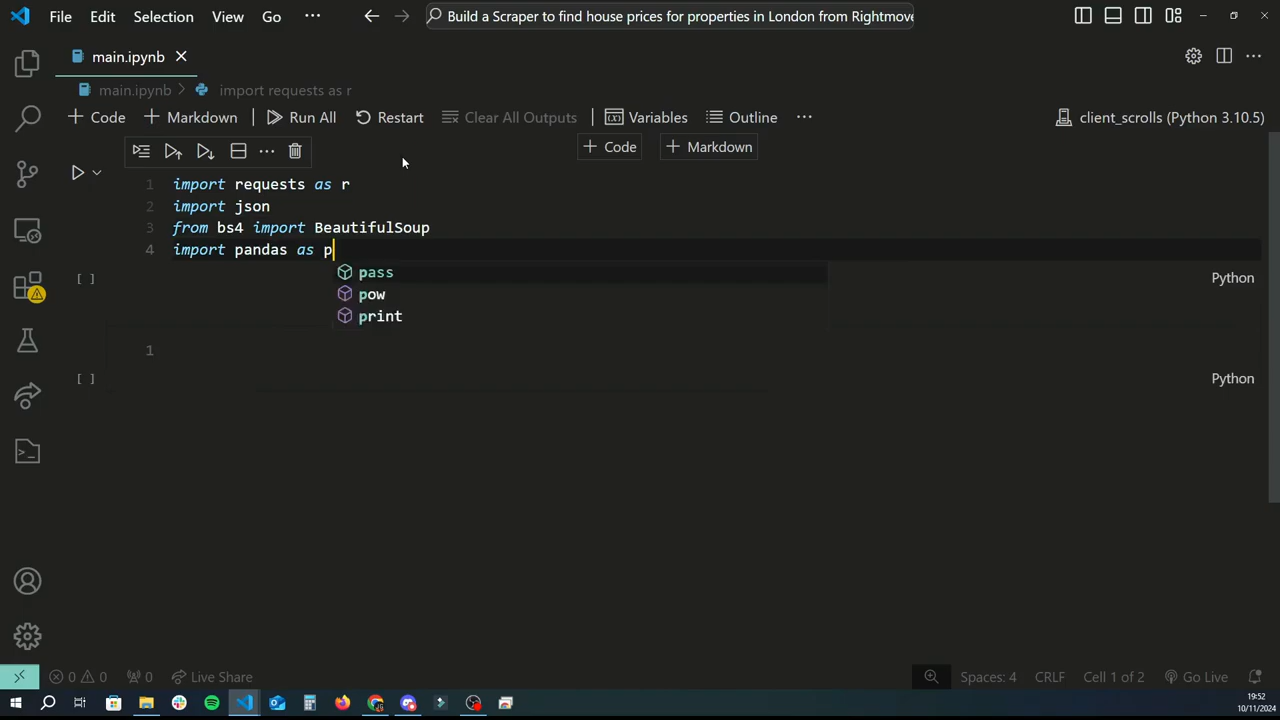 File Edit Selection View Go ···
Build a Scraper to find house prices for properties in London from Rightmove
main.ipynb
main.ipynb > import requests as r
Code Markdown Run All Restart Clear All Outputs Variables Outline ··· client_scrolls (Python 3.10.5)
Code Markdown
1 import requests as r
2 import json
3 from bs4 import BeautifulSoup
4 import pandas as p
pass
[ ] Python
pow
print
1
[ ] Python
0 0 0 Live Share Spaces: 4 CRLF Cell 1 of 2 Go Live
19:52
10/11/2024